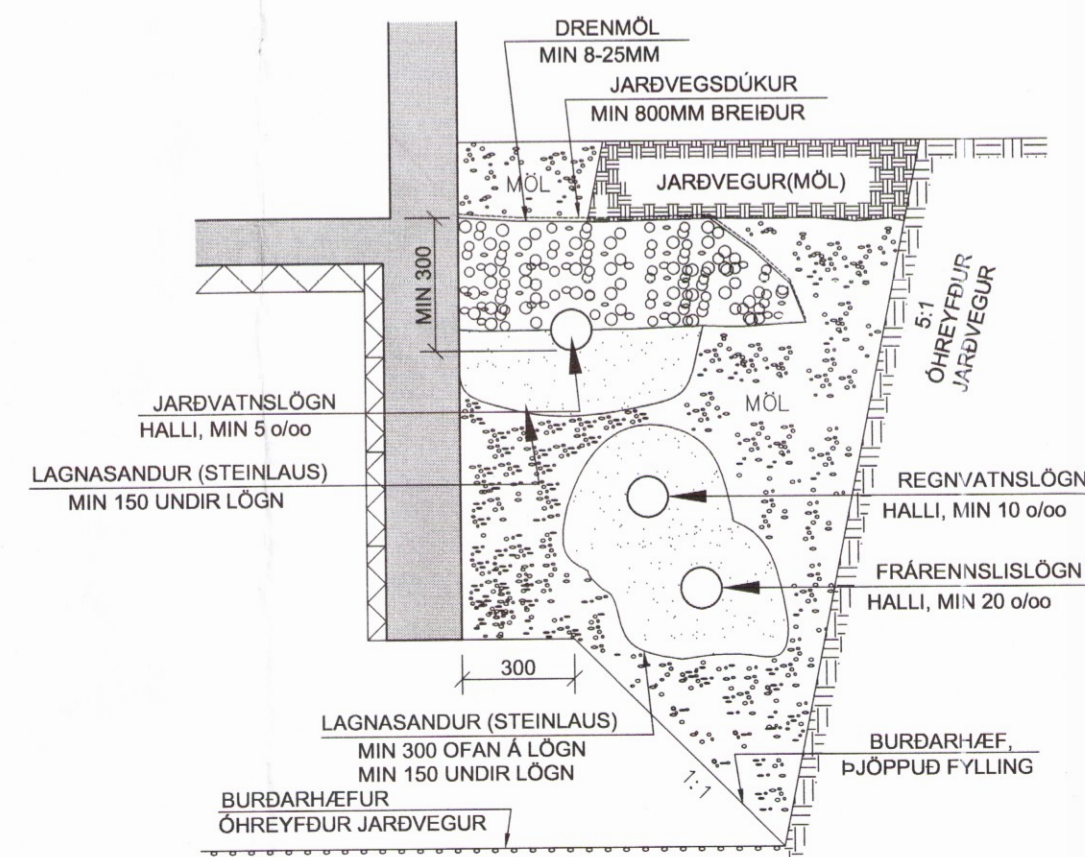 DRENMÖL
MIN 8-25MM
JARÐVEGSDÚKUR
MIN 800MM BREIÐUR
MÖL
JARÐVEGUR(MÖL)
MIN 300
5:1
ÓHREYFÐUR
JARÐVEGUR
JARÐVATNSLÖGN
HALLI, MIN 5 o/oo
MÖL
LAGNASANDUR (STEINLAUS)
MIN 150 UNDIR LÖGN
REGNVATNSLÖGN
HALLI, MIN 10 o/oo
FRÁRENNSLISLÖGN
HALLI, MIN 20 o/oo
300
LAGNASANDUR (STEINLAUS)
MIN 300 OFAN Á LÖGN
MIN 150 UNDIR LÖGN
1:1
BURÐARHÆF,
ÞJÖPPUÐ FYLLING
BURÐARHÆFUR
ÓHREYFÐUR JARÐVEGUR